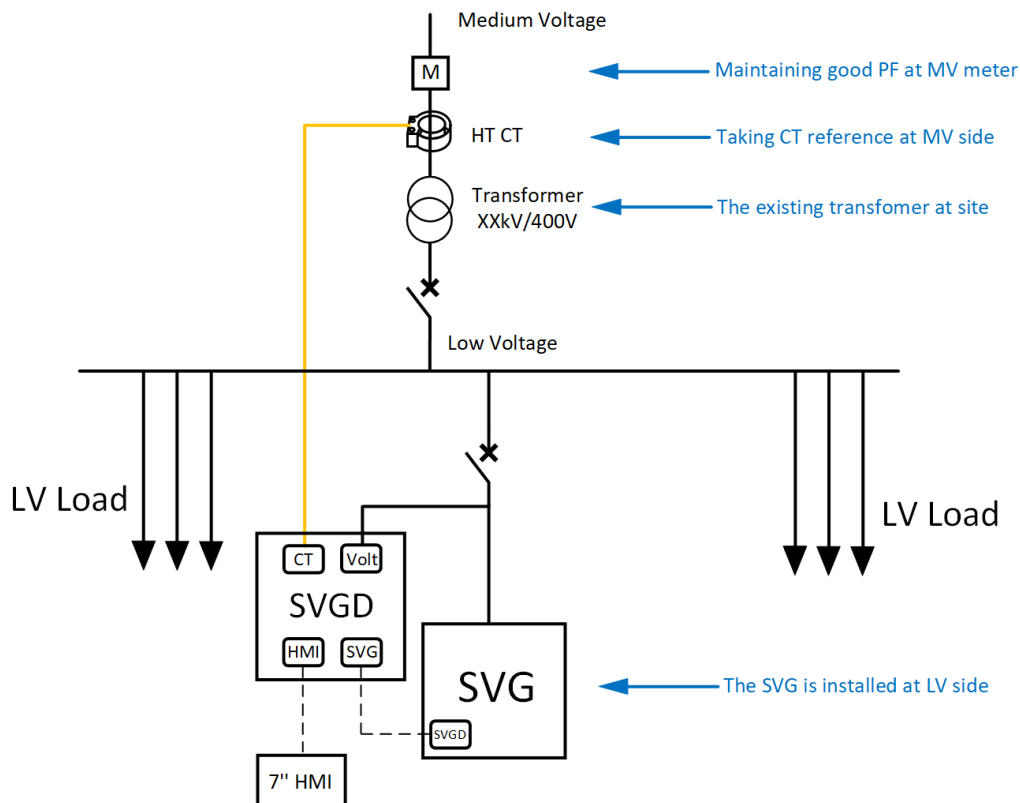 Medium Voltage
M
Maintaining good PF at MV meter
HT CT
Taking CT reference at MV side
Transformer
XXkV/400V
The existing transfomer at site
Low Voltage
LV Load
LV Load
CT
Volt
SVGD
HMI
SVG
SVG
The SVG is installed at LV side
SVGD
7'' HMI